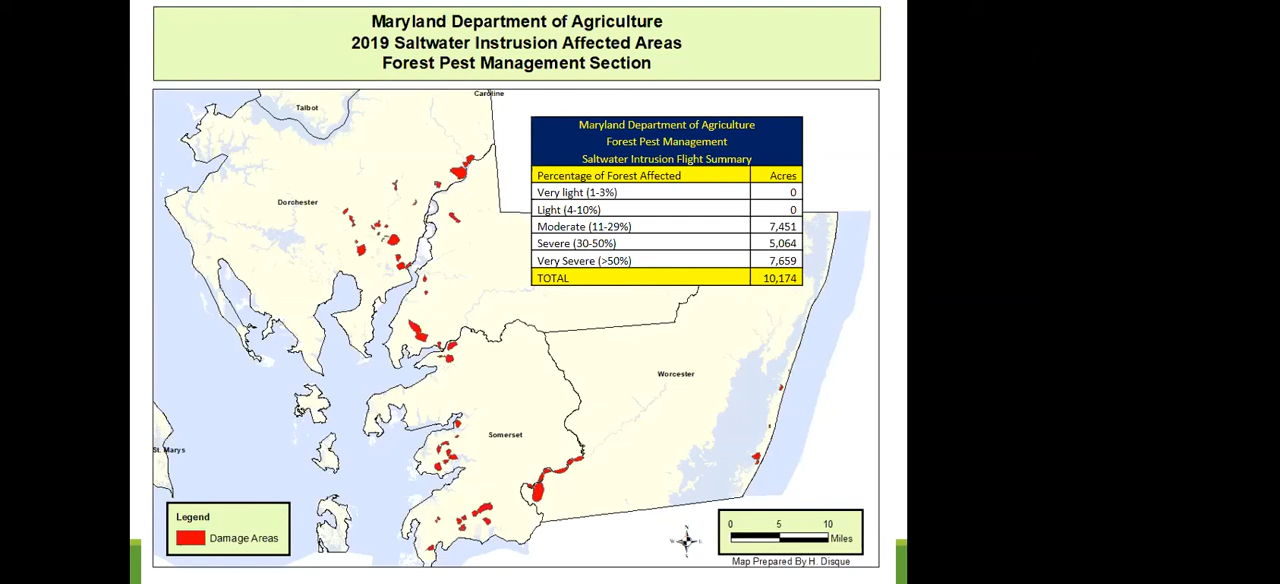 Maryland Department of Agriculture
2019 Saltwater Instrusion Affected Areas
Forest Pest Management Section
Caroline
Talbot
Maryland Department of Agriculture
Forest Pest Management
Saltwater Intrusion Flight Summary
Percentage of Forest Affected Acres
Very light (1-3%) 0
Light (4-10%) 0
Moderate (11-29%) 7,451
Severe (30-50%) 5,064
Very Severe (>50%) 7,659
TOTAL 10,174
Dorchester
Worcester
Somerset
St. Marys
Legend
Damage Areas
N
W E
S
0 5 10
Miles
Map Prepared By H. Disque